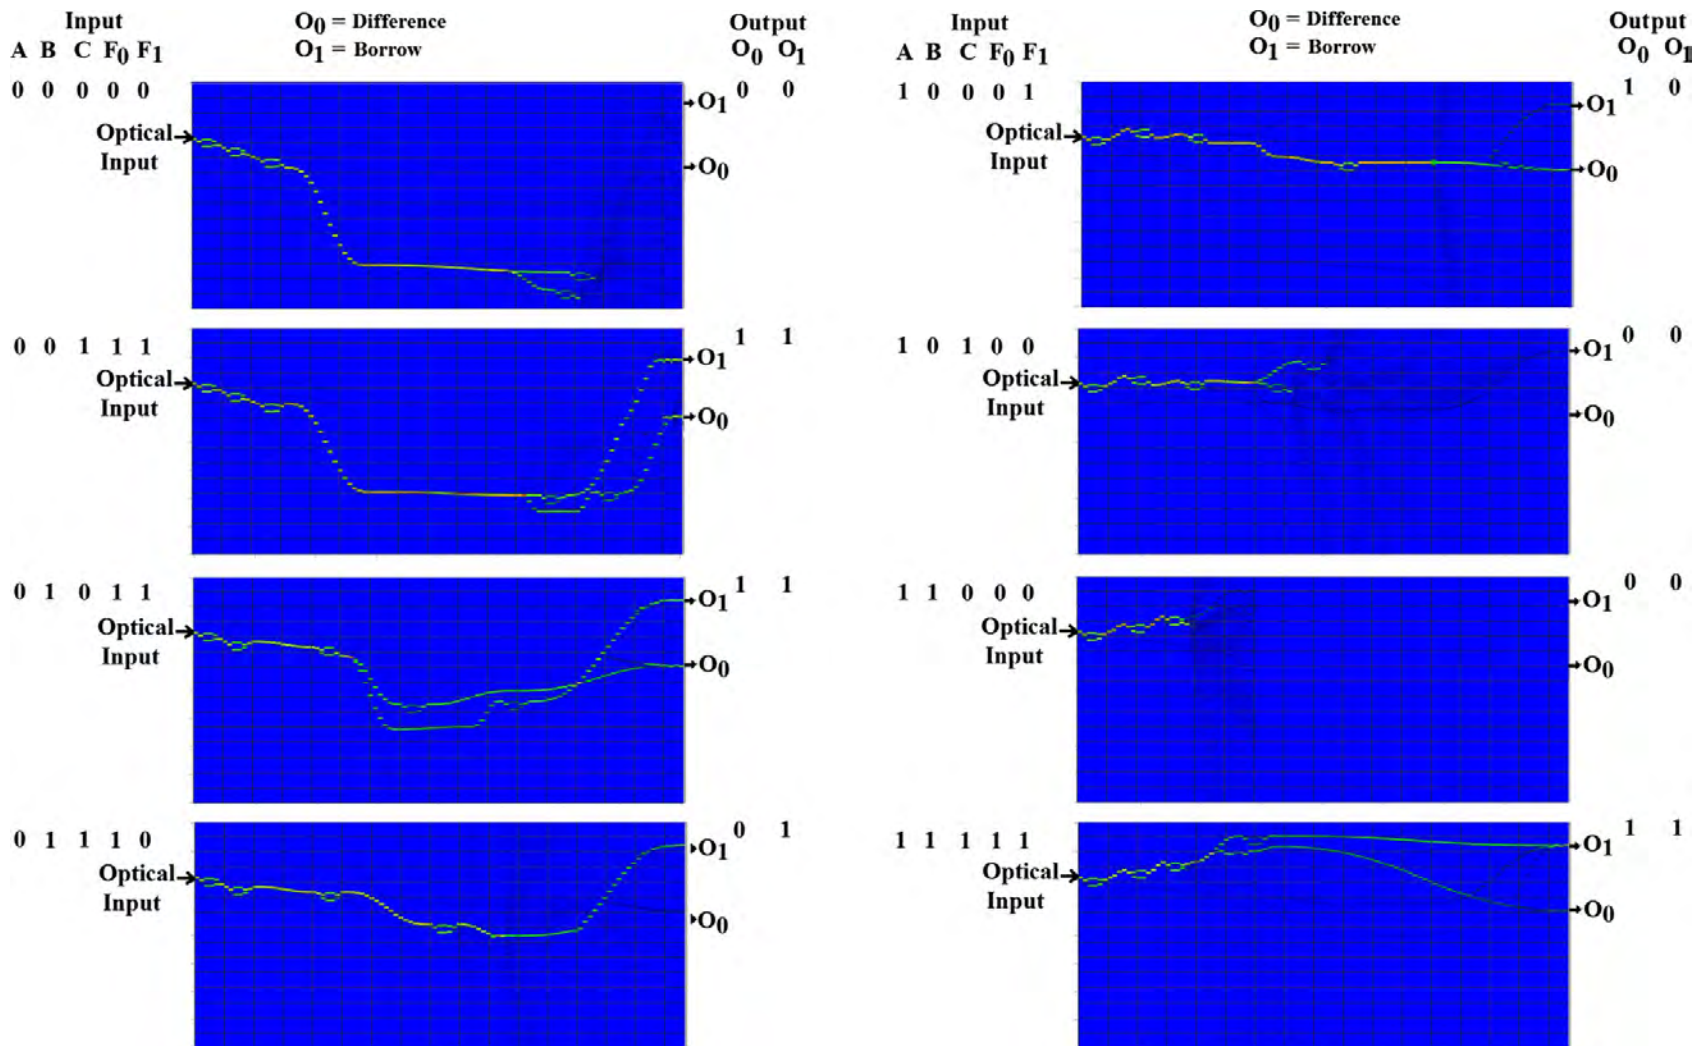 Input O0 = Difference Output
A B C F0 F1 O1 = Borrow O0 O1
0 0 0 0 0 0 0
O1
Optical
Input
O0
0 0 1 1 1 1 1
O1
Optical
Input
O0
0 1 0 1 1 1 1
O1
Optical
Input
O0
0 1 1 1 0 0 1
O1
Optical
Input
O0
Input O0 = Difference Output
A B C F0 F1 O1 = Borrow O0 O1
1 0 0 0 1 1 0
O1
Optical
Input
O0
1 0 1 0 0 0 0
O1
Optical
Input
O0
1 1 0 0 0 0 0
O1
Optical
Input
O0
1 1 1 1 1 1 1
O1
Optical
Input
O0